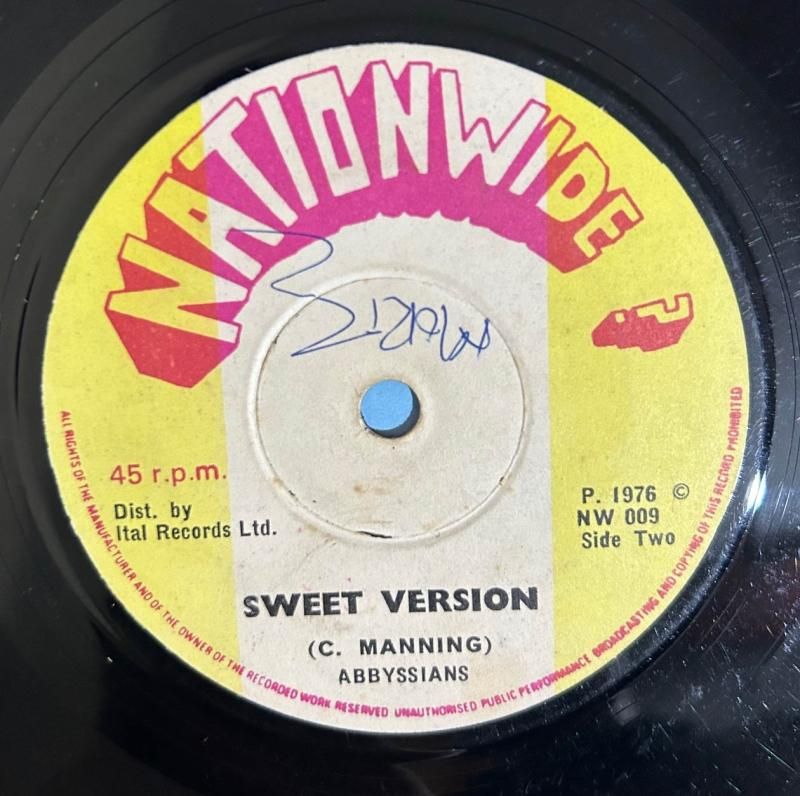 NATIONWIDE
45 r.p.m.
Dist. by
Ital Records Ltd.
P. 1976 ©
NW 009
Side Two
SWEET VERSION
(C. MANNING)
ABBYSSIANS
ALL RIGHTS OF THE MANUFACTURER AND OF THE OWNER OF THE RECORDED WORK RESERVED UNAUTHORISED PUBLIC PERFORMANCE BROADCASTING AND COPYING OF THIS RECORD PROHIBITED